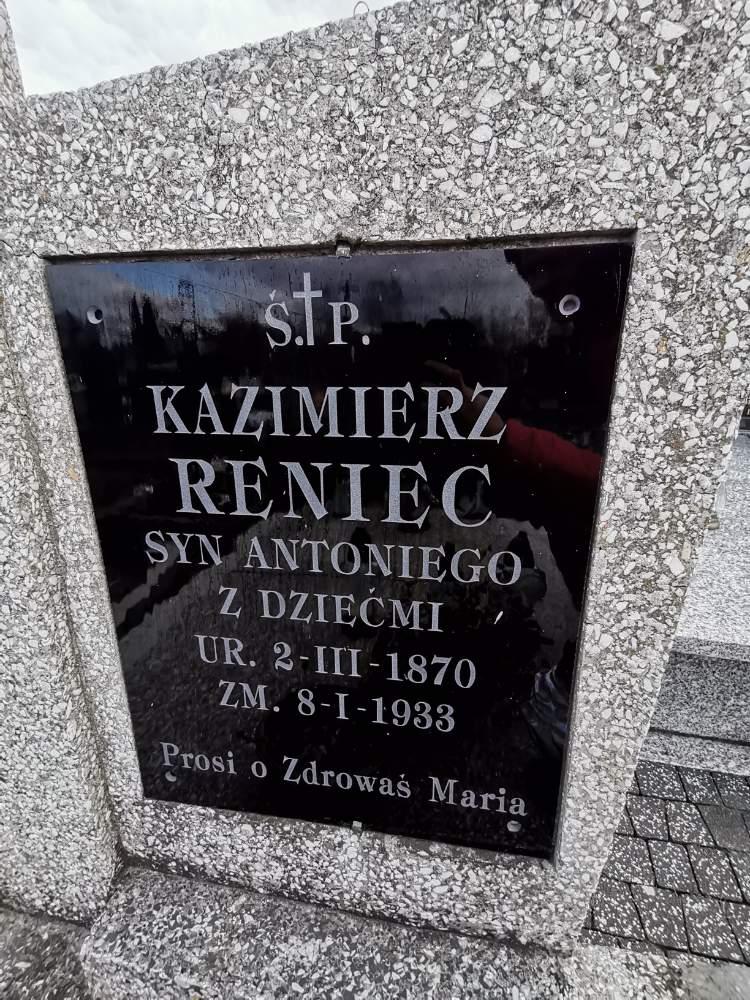 Ś.†P.
KAZIMIERZ
RENIEC
SYN ANTONIEGO
Z DZIEĆMI
UR. 2-III-1870
ZM. 8-I-1933
Prosi o Zdrowaś Maria